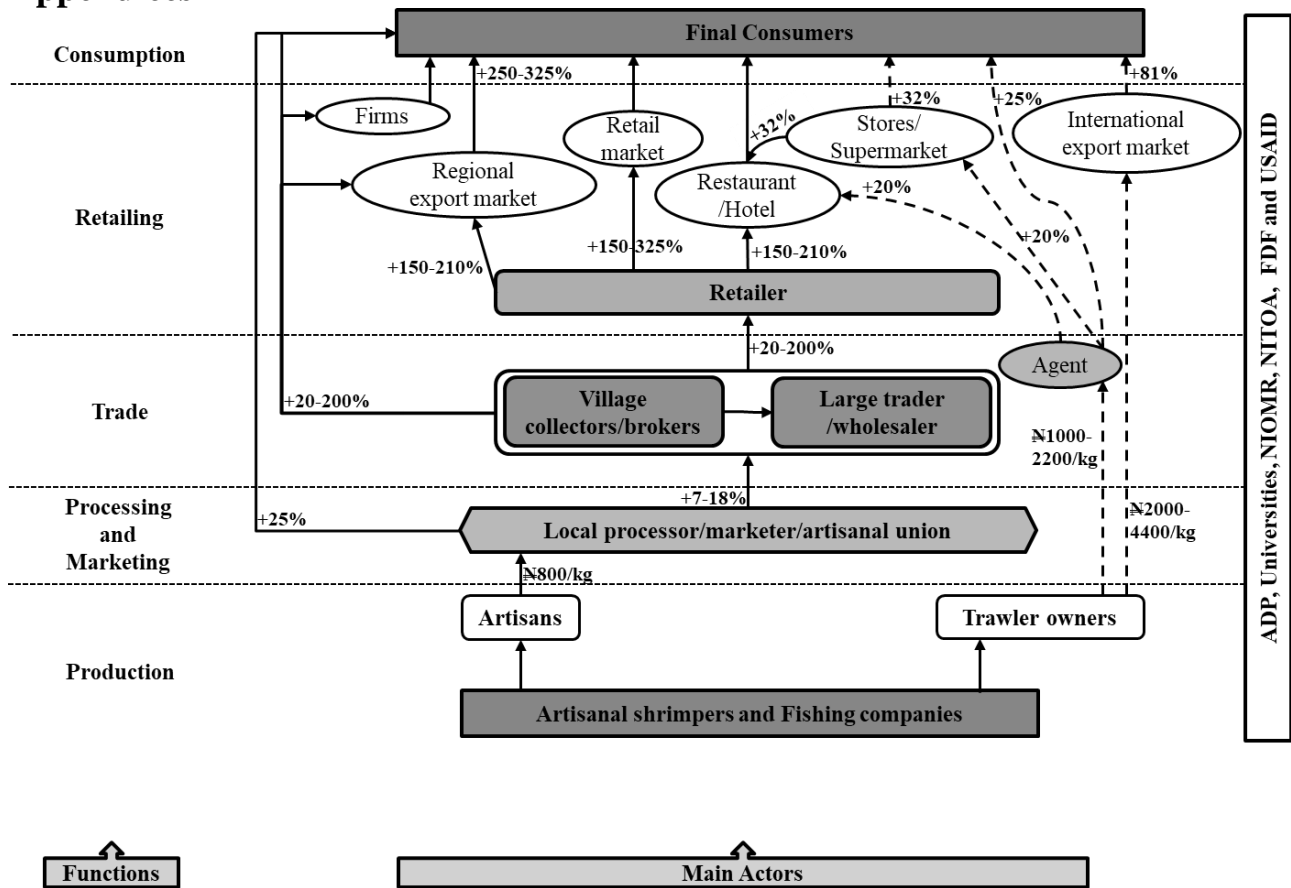 Final Consumers
Consumption
+250-325%
+81%
+32%
+25%
Firms
Retail
market
+32%
Stores/
Supermarket
International
export market
Regional
export market
Restaurant
/Hotel
+20%
Retailing
+20%
+150-325%
+150-210%
+150-210%
Retailer
+20-200%
Agent
+20-200%
Trade
Village
collectors/brokers
Large trader
/wholesaler
₦1000-
2200/kg
+7-18%
Processing
and
Marketing
+25%
Local processor/marketer/artisanal union
₦2000-
4400/kg
₦800/kg
Artisans
Trawler owners
Production
Artisanal shrimpers and Fishing companies
ADP, Universities, NIOMR, NITOA, FDF and USAID
Functions
Main Actors